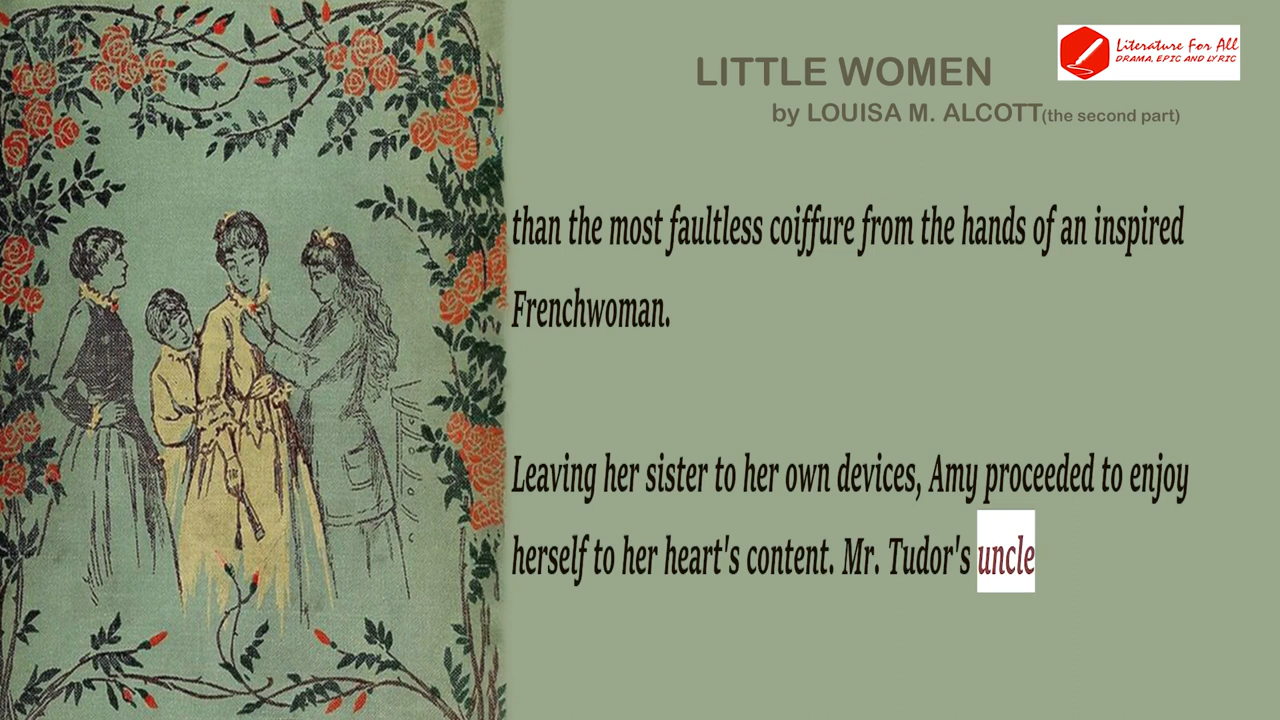 LITTLE WOMEN
Literature For All
DRAMA, EPIC AND LYRIC
by LOUISA M. ALCOTT(the second part)
than the most faultless coiffure from the hands of an inspired
Frenchwoman.
Leaving her sister to her own devices, Amy proceeded to enjoy
herself to her heart's content. Mr. Tudor's uncle